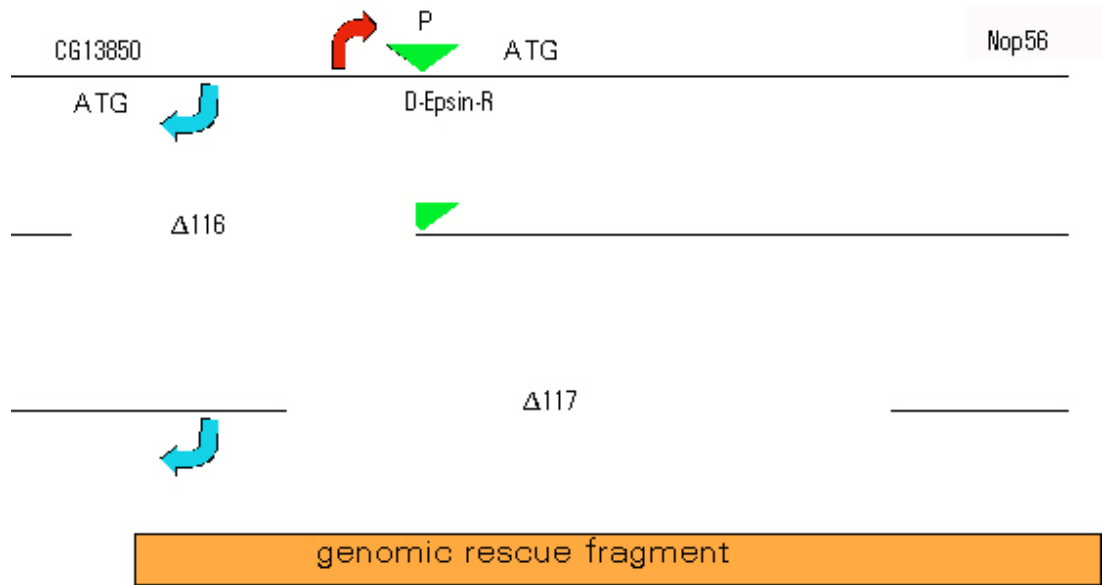 P
CG13850
ATG
Nop56
ATG
D-Epsin-R
Δ116
Δ117
genomic rescue fragment